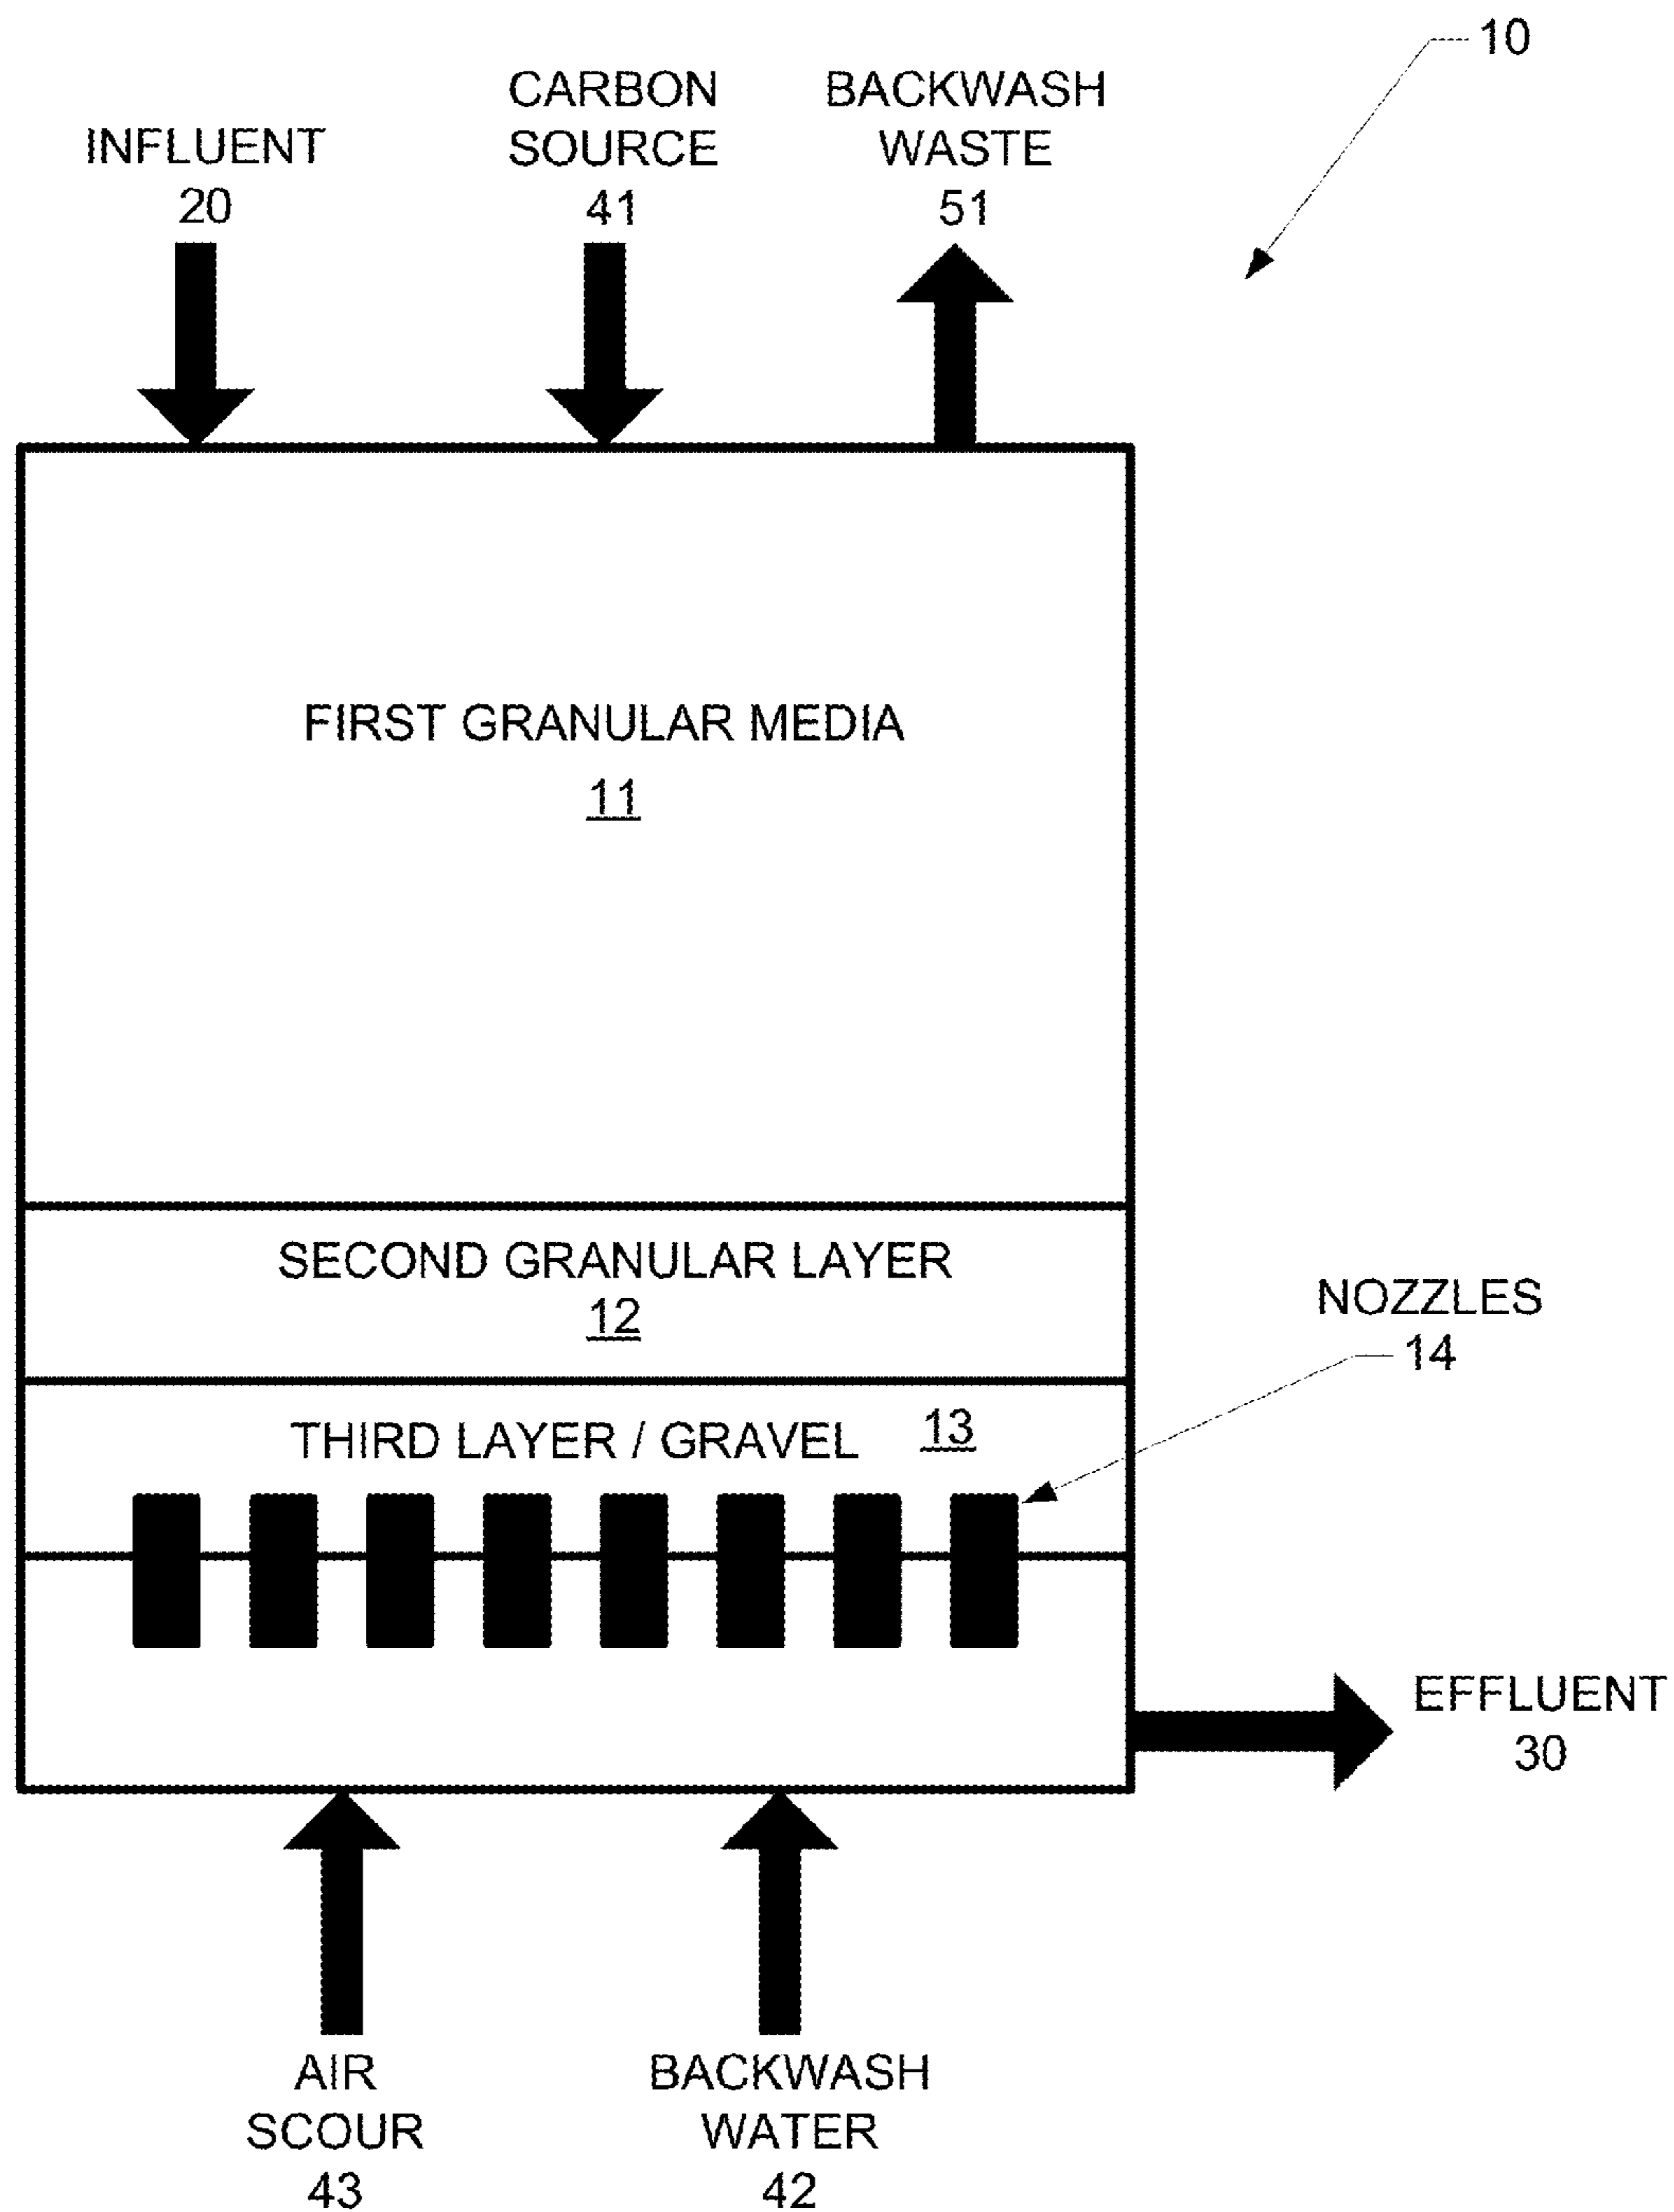 10
INFLUENT
20
CARBON
SOURCE
41
BACKWASH
WASTE
51
FIRST GRANULAR MEDIA
11
SECOND GRANULAR LAYER
12
NOZZLES
14
THIRD LAYER / GRAVEL 13
EFFLUENT
30
AIR
SCOUR
43
BACKWASH
WATER
42